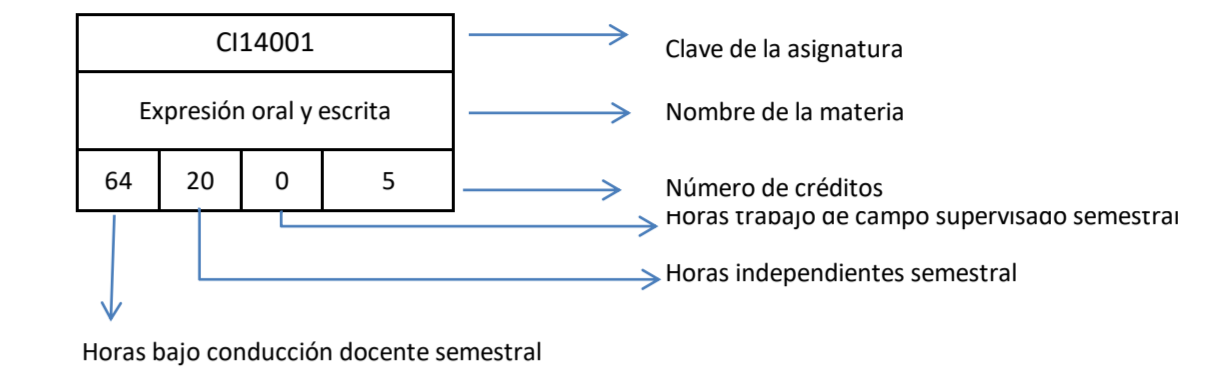 CI14001
Clave de la asignatura
Expresión oral y escrita
Nombre de la materia
64 20 0 5
Número de créditos
Horas trabajo de campo supervisado semestral
Horas independientes semestral
Horas bajo conducción docente semestral